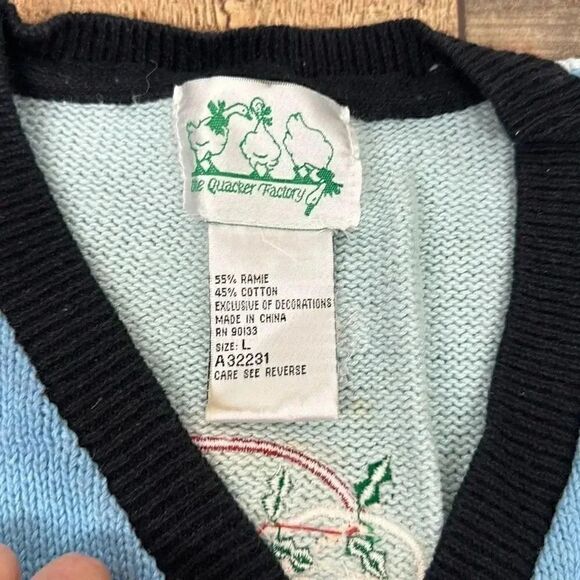 The Quacker Factory
55% RAMIE
45% COTTON
EXCLUSIVE OF DECORATIONS
MADE IN CHINA
RN 90133
SIZE: L
A32231
CARE SEE REVERSE